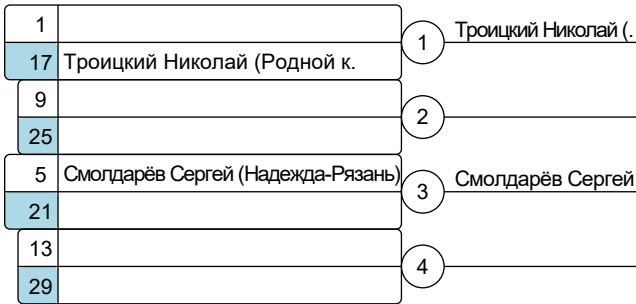 1
1 Троицкий Николай (.
17 Троицкий Николай (Родной к.
9
2
25
5 Смолдарёв Сергей (Надежда-Рязань)
3 Смолдарёв Сергей
21
13
4
29